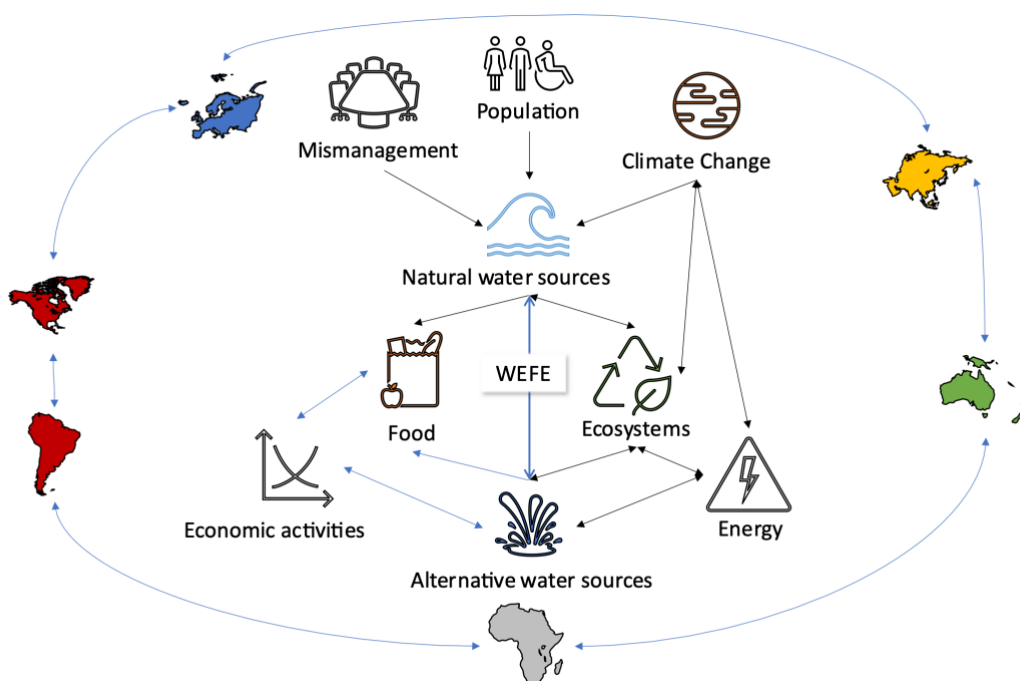 Population
Mismanagement
Climate Change
Natural water sources
WEFE
Food
Ecosystems
Economic activities
Energy
Alternative water sources